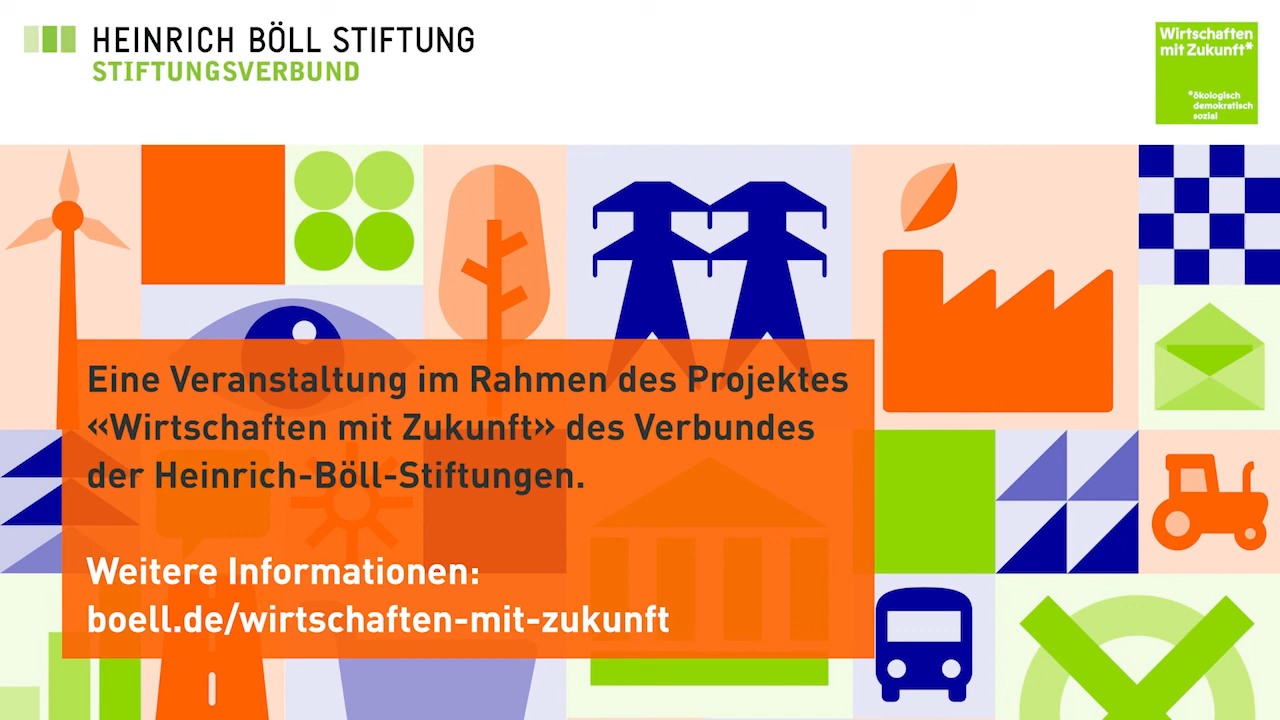 HEINRICH BÖLL STIFTUNG
STIFTUNGSVERBUND
Wirtschaften
mit Zukunft*
*ökologisch
demokratisch
sozial
Eine Veranstaltung im Rahmen des Projektes
«Wirtschaften mit Zukunft» des Verbundes
der Heinrich-Böll-Stiftungen.
Weitere Informationen:
boell.de/wirtschaften-mit-zukunft